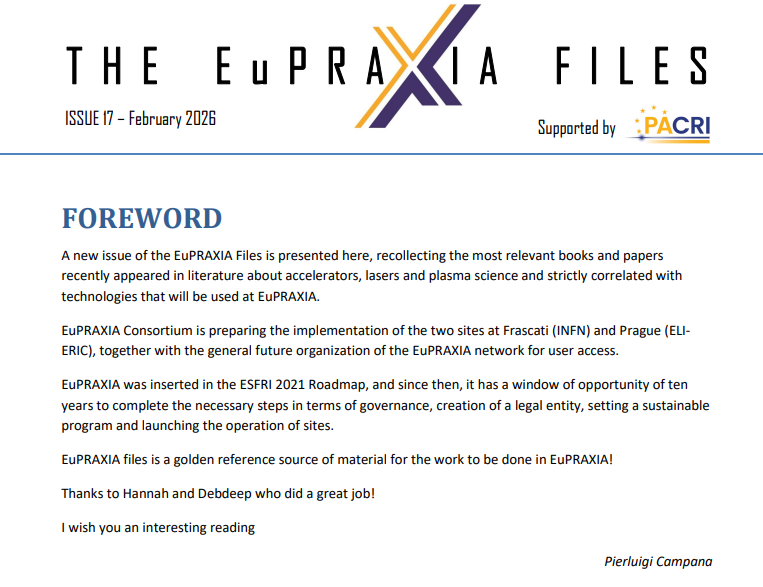 THE EuPRAXIA FILES
ISSUE 17 – February 2026
Supported by PACRI
FOREWORD
A new issue of the EuPRAXIA Files is presented here, recollecting the most relevant books and papers
recently appeared in literature about accelerators, lasers and plasma science and strictly correlated with
technologies that will be used at EuPRAXIA.
EuPRAXIA Consortium is preparing the implementation of the two sites at Frascati (INFN) and Prague (ELI-
ERIC), together with the general future organization of the EuPRAXIA network for user access.
EuPRAXIA was inserted in the ESFRI 2021 Roadmap, and since then, it has a window of opportunity of ten
years to complete the necessary steps in terms of governance, creation of a legal entity, setting a sustainable
program and launching the operation of sites.
EuPRAXIA files is a golden reference source of material for the work to be done in EuPRAXIA!
Thanks to Hannah and Debdeep who did a great job!
I wish you an interesting reading
Pierluigi Campana